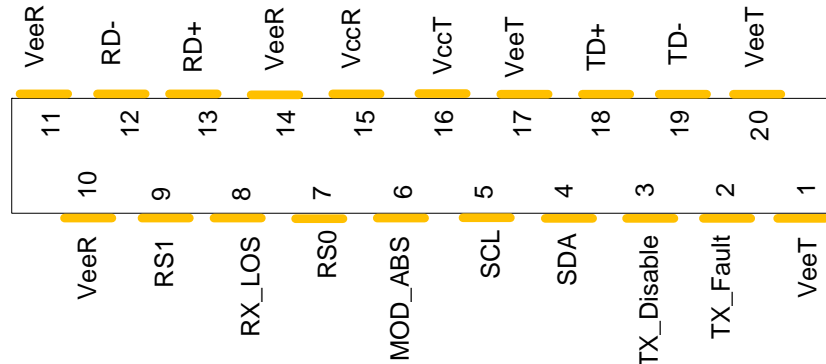 VeeR RD- RD+ VeeR VccR VccT VeeT TD+ TD- VeeT
11 12 13 14 15 16 17 18 19 20
10 9 8 7 6 5 4 3 2 1
VeeR RS1 RX_LOS RS0 MOD_ABS SCL SDA TX_Disable TX_Fault VeeT